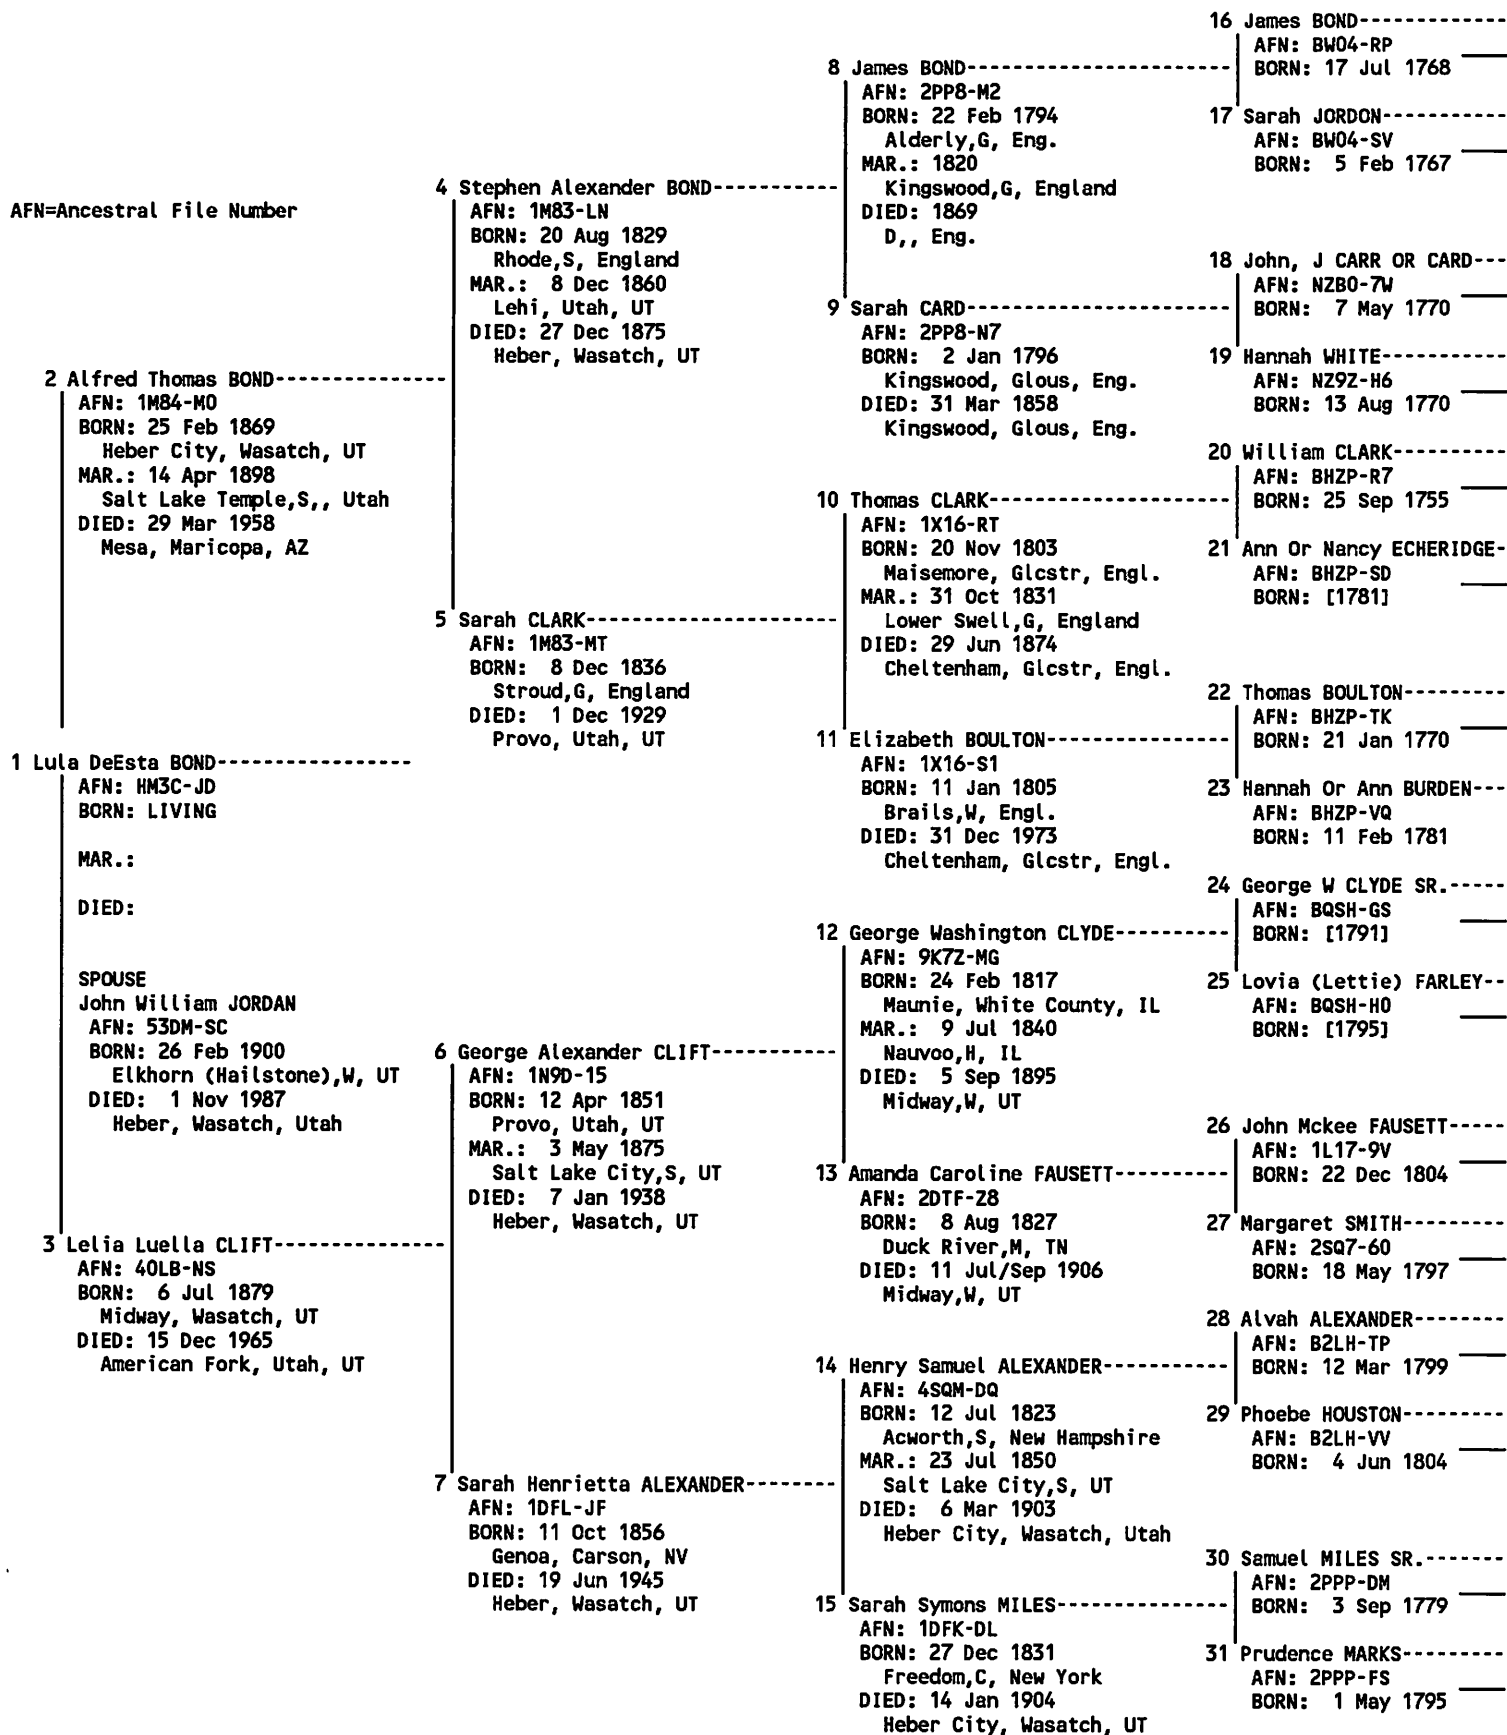 AFN=Ancestral File Number
1 Lula DeEsta BOND
AFN: HM3C-JD
BORN: LIVING
MAR.:
DIED:
SPOUSE
John William JORDAN
AFN: 53DM-SC
BORN: 26 Feb 1900
Elkhorn (Hailstone),W, UT
DIED: 1 Nov 1987
Heber, Wasatch, Utah
2 Alfred Thomas BOND
AFN: 1M84-M0
BORN: 25 Feb 1869
Heber City, Wasatch, UT
MAR.: 14 Apr 1898
Salt Lake Temple,S,, Utah
DIED: 29 Mar 1958
Mesa, Maricopa, AZ
3 Lelia Luella CLIFT
AFN: 40LB-NS
BORN: 6 Jul 1879
Midway, Wasatch, UT
DIED: 15 Dec 1965
American Fork, Utah, UT
4 Stephen Alexander BOND
AFN: 1M83-LN
BORN: 20 Aug 1829
Rhode,S, England
MAR.: 8 Dec 1860
Lehi, Utah, UT
DIED: 27 Dec 1875
Heber, Wasatch, UT
5 Sarah CLARK
AFN: 1M83-MT
BORN: 8 Dec 1836
Stroud,G, England
DIED: 1 Dec 1929
Provo, Utah, UT
6 George Alexander CLIFT
AFN: 1N9D-15
BORN: 12 Apr 1851
Provo, Utah, UT
MAR.: 3 May 1875
Salt Lake City,S, UT
DIED: 7 Jan 1938
Heber, Wasatch, UT
7 Sarah Henrietta ALEXANDER
AFN: 1DFL-JF
BORN: 11 Oct 1856
Genoa, Carson, NV
DIED: 19 Jun 1945
Heber, Wasatch, UT
8 James BOND
AFN: 2PP8-M2
BORN: 22 Feb 1794
Alderly,G, Eng.
MAR.: 1820
Kingswood,G, England
DIED: 1869
D,, Eng.
9 Sarah CARD
AFN: 2PP8-N7
BORN: 2 Jan 1796
Kingswood, Glous, Eng.
DIED: 31 Mar 1858
Kingswood, Glous, Eng.
10 Thomas CLARK
AFN: 1X16-RT
BORN: 20 Nov 1803
Maisemore, Glcstr, Engl.
MAR.: 31 Oct 1831
Lower Swell,G, England
DIED: 29 Jun 1874
Cheltenham, Glcstr, Engl.
11 Elizabeth BOULTON
AFN: 1X16-S1
BORN: 11 Jan 1805
Brails,W, Engl.
DIED: 31 Dec 1973
Cheltenham, Glcstr, Engl.
12 George Washington CLYDE
AFN: 9K7Z-MG
BORN: 24 Feb 1817
Maunie, White County, IL
MAR.: 9 Jul 1840
Nauvoo,H, IL
DIED: 5 Sep 1895
Midway,W, UT
13 Amanda Caroline FAUSETT
AFN: 2DTF-Z8
BORN: 8 Aug 1827
Duck River,M, TN
DIED: 11 Jul/Sep 1906
Midway,W, UT
14 Henry Samuel ALEXANDER
AFN: 4SQM-DQ
BORN: 12 Jul 1823
Acworth,S, New Hampshire
MAR.: 23 Jul 1850
Salt Lake City,S, UT
DIED: 6 Mar 1903
Heber City, Wasatch, Utah
15 Sarah Symons MILES
AFN: 1DFK-DL
BORN: 27 Dec 1831
Freedom,C, New York
DIED: 14 Jan 1904
Heber City, Wasatch, UT
16 James BOND
AFN: BW04-RP
BORN: 17 Jul 1768
17 Sarah JORDON
AFN: BW04-SV
BORN: 5 Feb 1767
18 John, J CARR OR CARD
AFN: NZB0-7W
BORN: 7 May 1770
19 Hannah WHITE
AFN: NZ9Z-H6
BORN: 13 Aug 1770
20 William CLARK
AFN: BHZP-R7
BORN: 25 Sep 1755
21 Ann Or Nancy ECHERIDGE
AFN: BHZP-SD
BORN: [1781]
22 Thomas BOULTON
AFN: BHZP-TK
BORN: 21 Jan 1770
23 Hannah Or Ann BURDEN
AFN: BHZP-VQ
BORN: 11 Feb 1781
24 George W CLYDE SR.
AFN: BQSH-GS
BORN: [1791]
25 Lovia (Lettie) FARLEY
AFN: BQSH-H0
BORN: [1795]
26 John Mckee FAUSETT
AFN: 1L17-9V
BORN: 22 Dec 1804
27 Margaret SMITH
AFN: 2SQ7-60
BORN: 18 May 1797
28 Alvah ALEXANDER
AFN: B2LH-TP
BORN: 12 Mar 1799
29 Phoebe HOUSTON
AFN: B2LH-VV
BORN: 4 Jun 1804
30 Samuel MILES SR.
AFN: 2PPP-DM
BORN: 3 Sep 1779
31 Prudence MARKS
AFN: 2PPP-FS
BORN: 1 May 1795